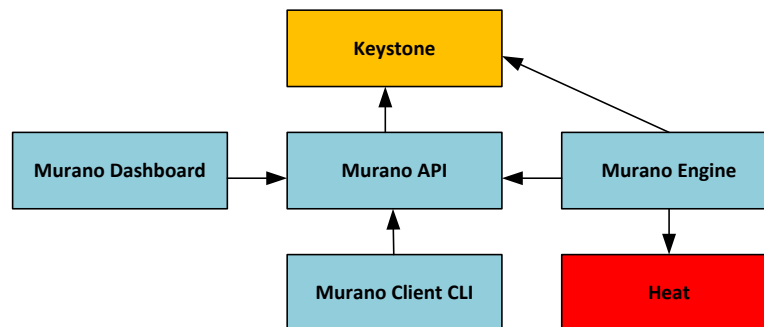 Keystone
Murano Dashboard
Murano API
Murano Engine
Murano Client CLI
Heat